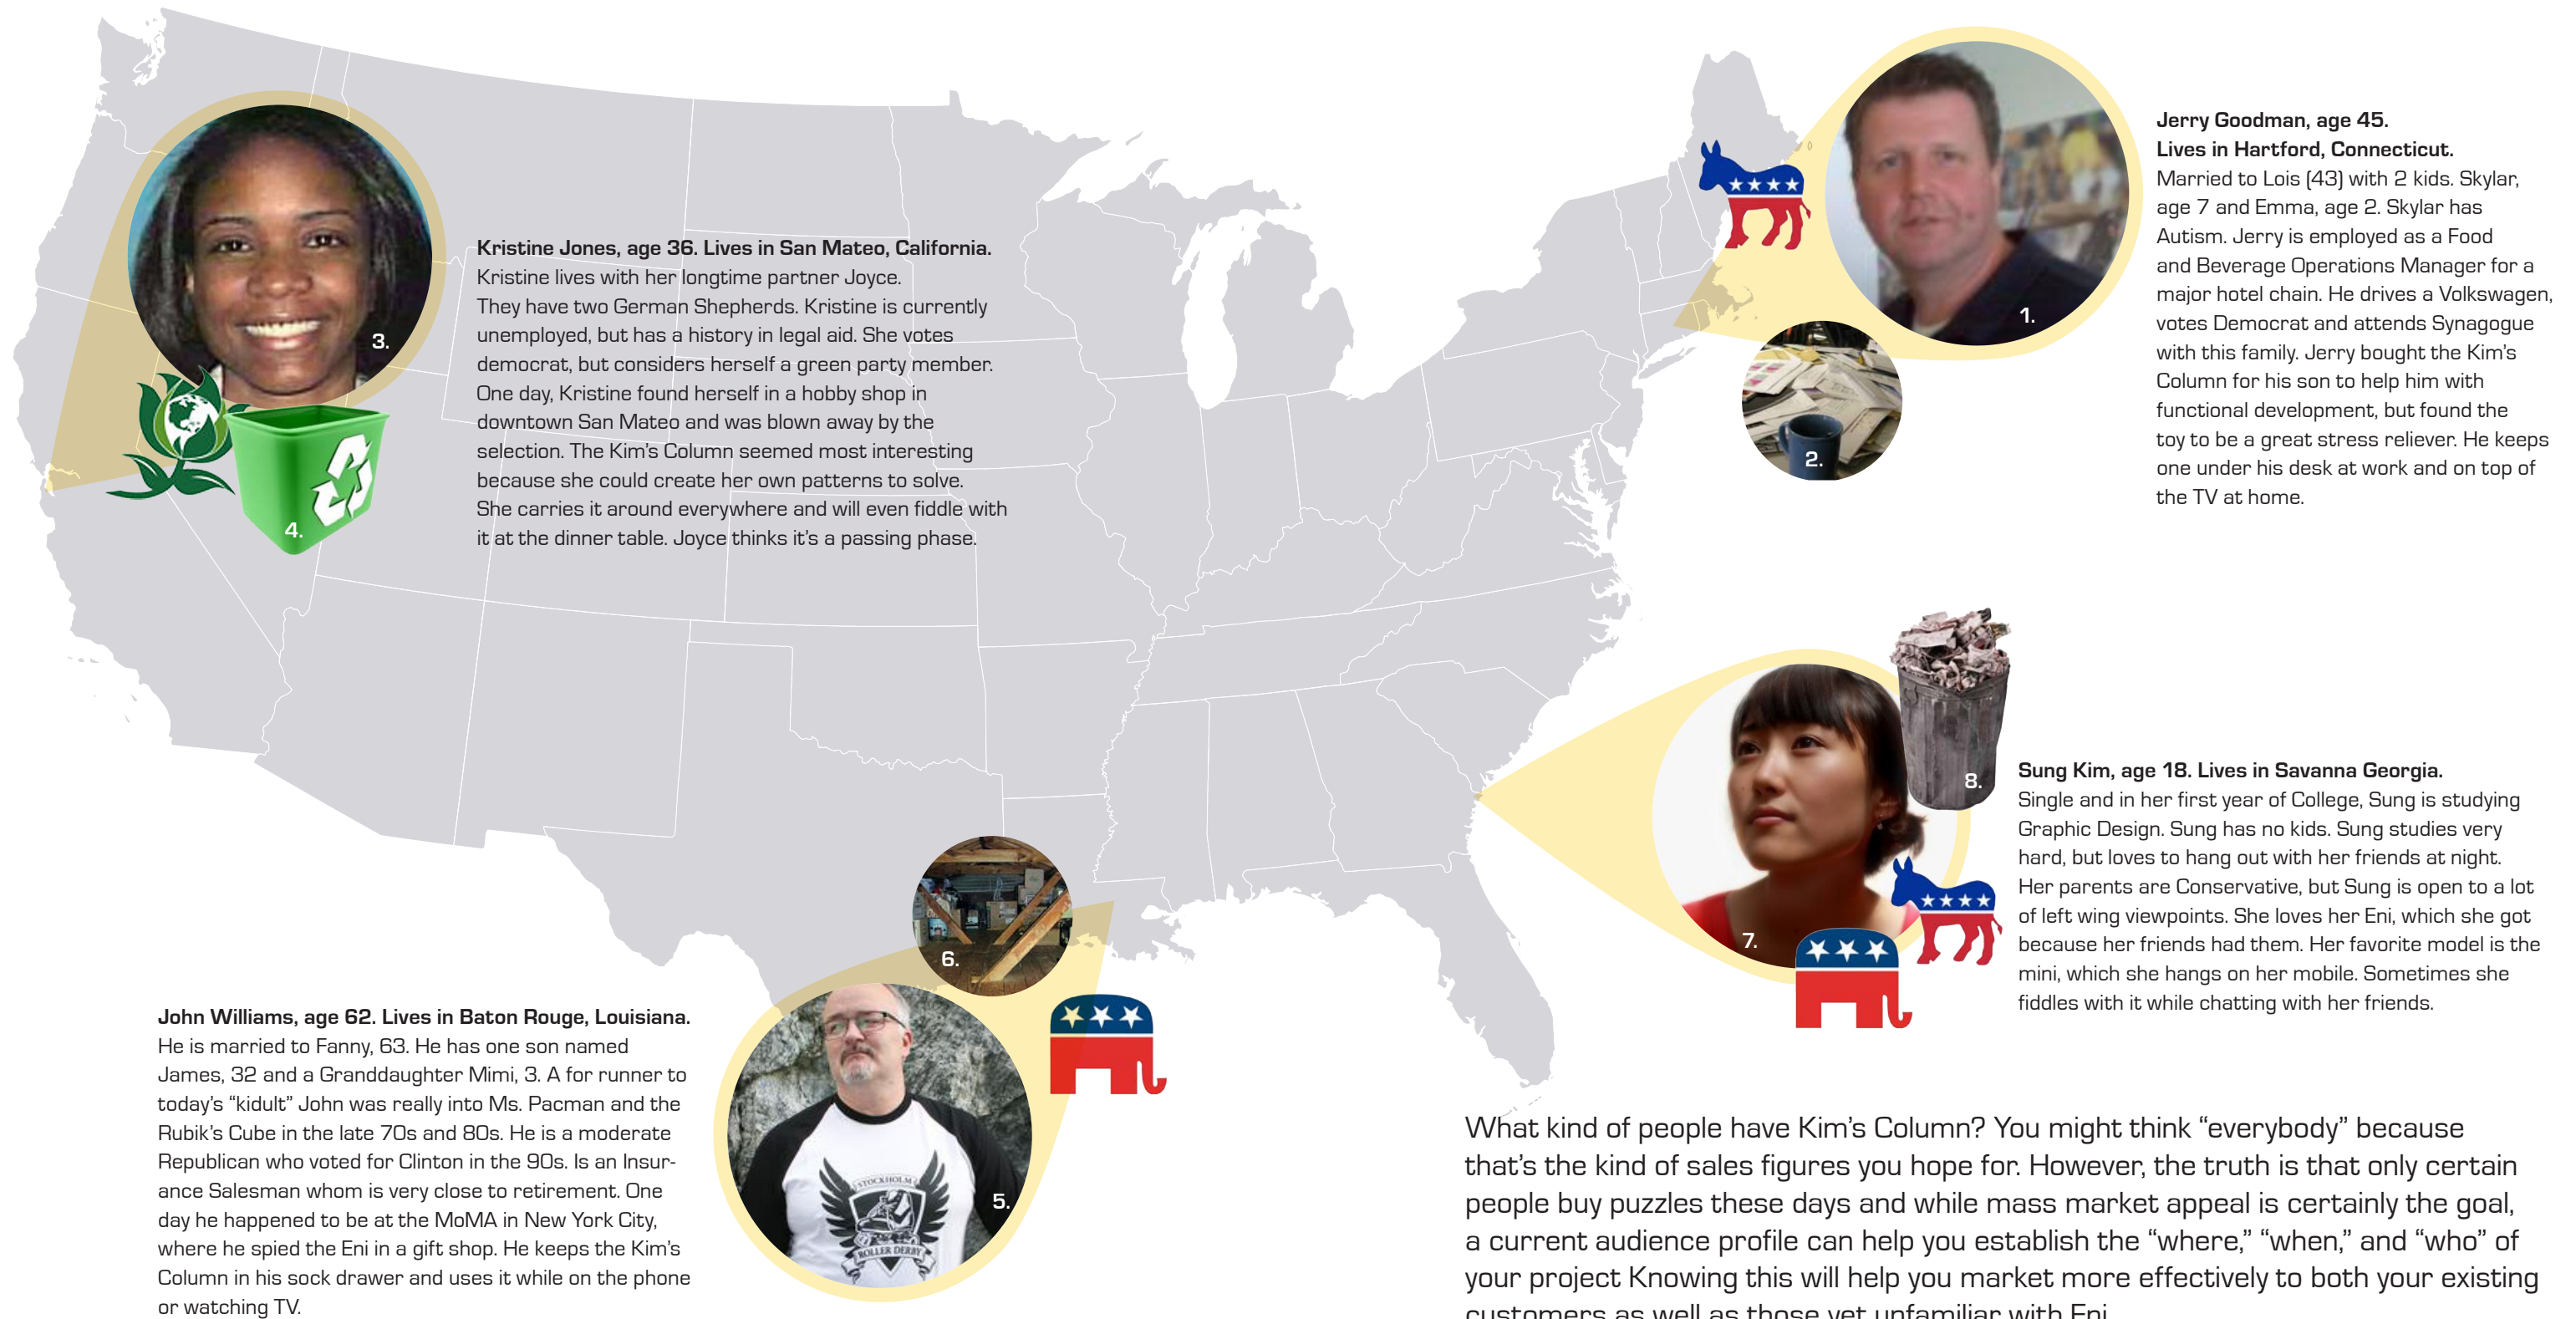 Jerry Goodman, age 45.
Lives in Hartford, Connecticut.
Married to Lois (43) with 2 kids. Skylar,
age 7 and Emma, age 2. Skylar has
Autism. Jerry is employed as a Food
and Beverage Operations Manager for a
major hotel chain. He drives a Volkswagen,
votes Democrat and attends Synagogue
with this family. Jerry bought the Kim’s
Column for his son to help him with
functional development, but found the
toy to be a great stress reliever. He keeps
one under his desk at work and on top of
the TV at home.
1.
2.
Kristine Jones, age 36. Lives in San Mateo, California.
Kristine lives with her longtime partner Joyce.
They have two German Shepherds. Kristine is currently
unemployed, but has a history in legal aid. She votes
democrat, but considers herself a green party member.
One day, Kristine found herself in a hobby shop in
downtown San Mateo and was blown away by the
selection. The Kim’s Column seemed most interesting
because she could create her own patterns to solve.
She carries it around everywhere and will even fiddle with
it at the dinner table. Joyce thinks it’s a passing phase.
3.
4.
John Williams, age 62. Lives in Baton Rouge, Louisiana.
He is married to Fanny, 63. He has one son named
James, 32 and a Granddaughter Mimi, 3. A for runner to
today’s “kidult” John was really into Ms. Pacman and the
Rubik’s Cube in the late 70s and 80s. He is a moderate
Republican who voted for Clinton in the 90s. Is an Insur-
ance Salesman whom is very close to retirement. One
day he happened to be at the MoMA in New York City,
where he spied the Eni in a gift shop. He keeps the Kim’s
Column in his sock drawer and uses it while on the phone
or watching TV.
5.
STOCKHOLM
ROLLER DERBY
6.
Sung Kim, age 18. Lives in Savanna Georgia.
Single and in her first year of College, Sung is studying
Graphic Design. Sung has no kids. Sung studies very
hard, but loves to hang out with her friends at night.
Her parents are Conservative, but Sung is open to a lot
of left wing viewpoints. She loves her Eni, which she got
because her friends had them. Her favorite model is the
mini, which she hangs on her mobile. Sometimes she
fiddles with it while chatting with her friends.
7.
8.
What kind of people have Kim’s Column? You might think “everybody” because
that’s the kind of sales figures you hope for. However, the truth is that only certain
people buy puzzles these days and while mass market appeal is certainly the goal,
a current audience profile can help you establish the “where,” “when,” and “who” of
your project Knowing this will help you market more effectively to both your existing
customers as well as those yet unfamiliar with Eni